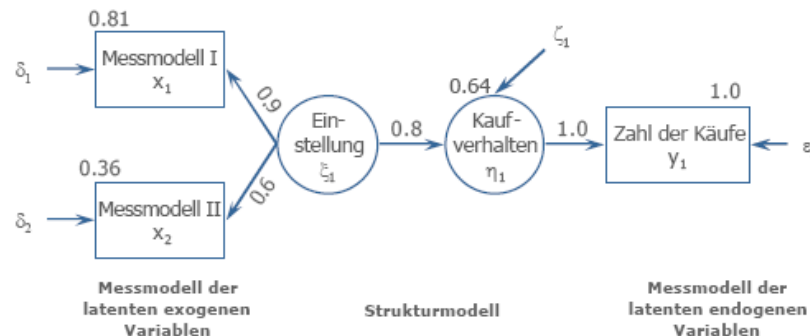 0.81
δ₁
Messmodell I
x₁
0.9
0.36
δ₂
Messmodell II
x₂
0.6
Ein-
stellung
ξ₁
0.8
ζ₁
0.64
Kauf-
verhalten
η₁
1.0
1.0
Zahl der Käufe
y₁
ε
Messmodell der
latenten exogenen
Variablen
Strukturmodell
Messmodell der
latenten endogenen
Variablen